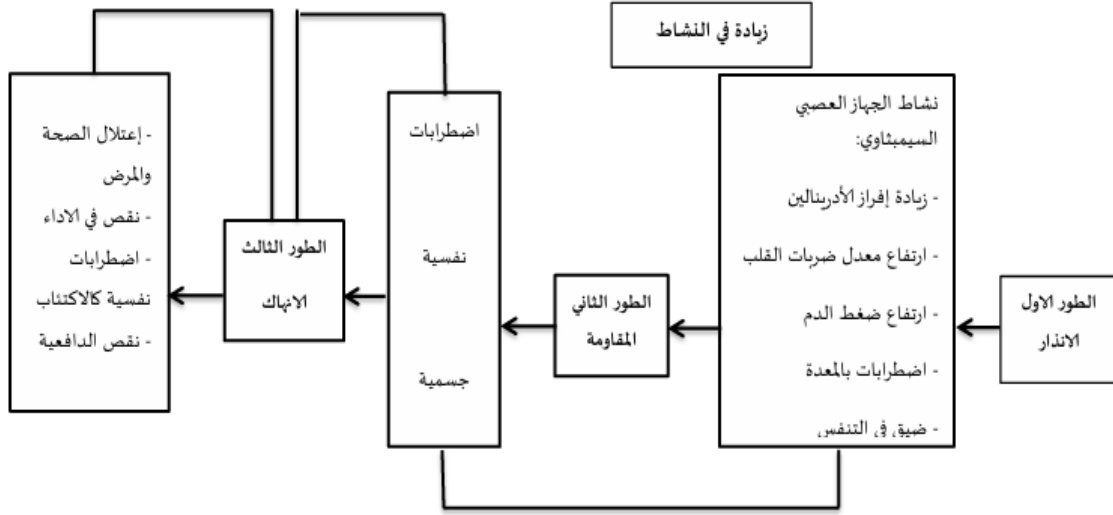 زيادة في النشاط
الطور الاول
الانذار
نشاط الجهاز العصبي
السيمبثاوي:
- زيادة إفراز الأدرينالين
- ارتفاع معدل ضربات القلب
- ارتفاع ضغط الدم
- اضطرابات بالمعدة
- ضيق في التنفس
الطور الثاني
المقاومة
اضطرابات
نفسية
جسمية
الطور الثالث
الانهاك
- إعتلال الصحة
والمرض
- نقص في الاداء
- اضطرابات
نفسية كالاكتئاب
- نقص الدافعية